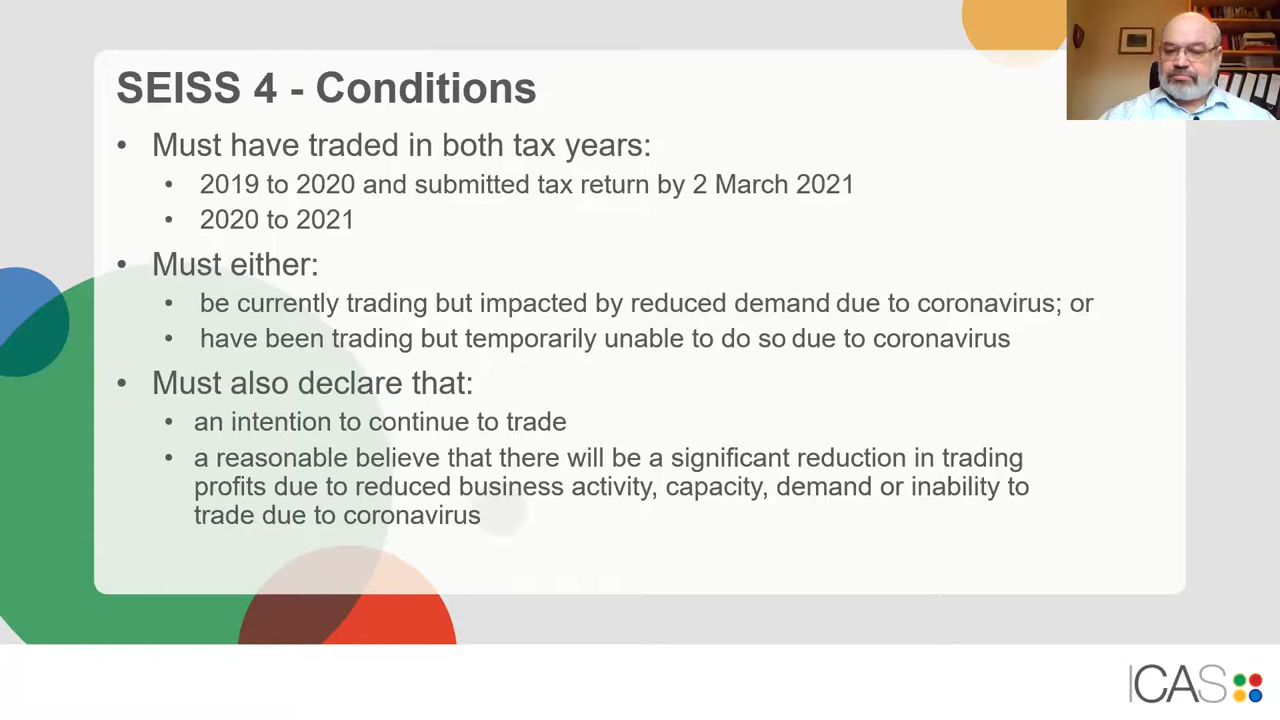 SEISS 4 - Conditions
• Must have traded in both tax years:
• 2019 to 2020 and submitted tax return by 2 March 2021
• 2020 to 2021
• Must either:
• be currently trading but impacted by reduced demand due to coronavirus; or
• have been trading but temporarily unable to do so due to coronavirus
• Must also declare that:
• an intention to continue to trade
• a reasonable believe that there will be a significant reduction in trading
profits due to reduced business activity, capacity, demand or inability to
trade due to coronavirus
ICAS